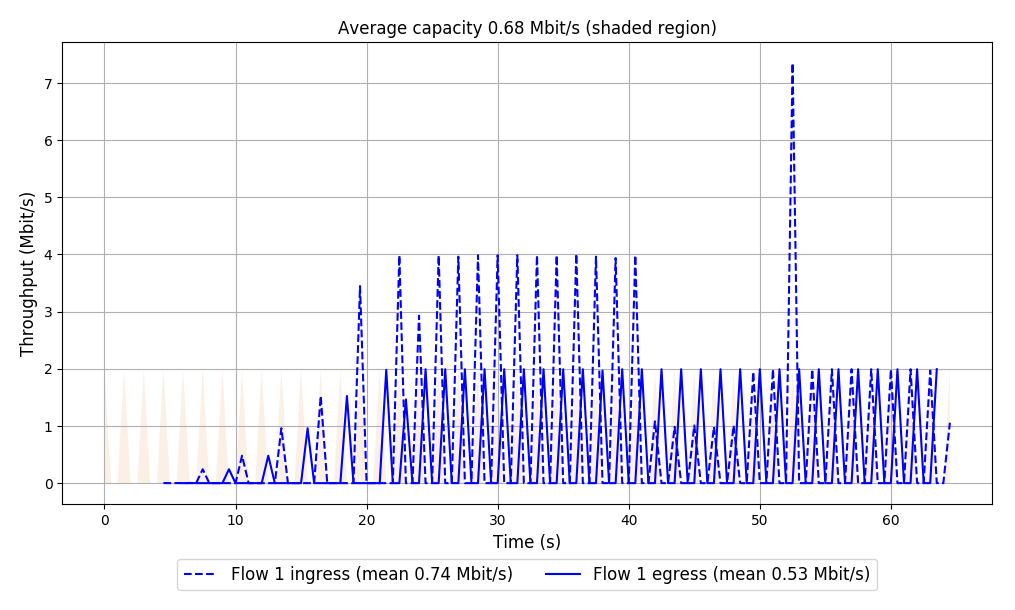 Average capacity 0.68 Mbit/s (shaded region)
Throughput (Mbit/s)
7
6
5
4
3
2
1
0
0 10 20 30 40 50 60
Time (s)
Flow 1 ingress (mean 0.74 Mbit/s) Flow 1 egress (mean 0.53 Mbit/s)